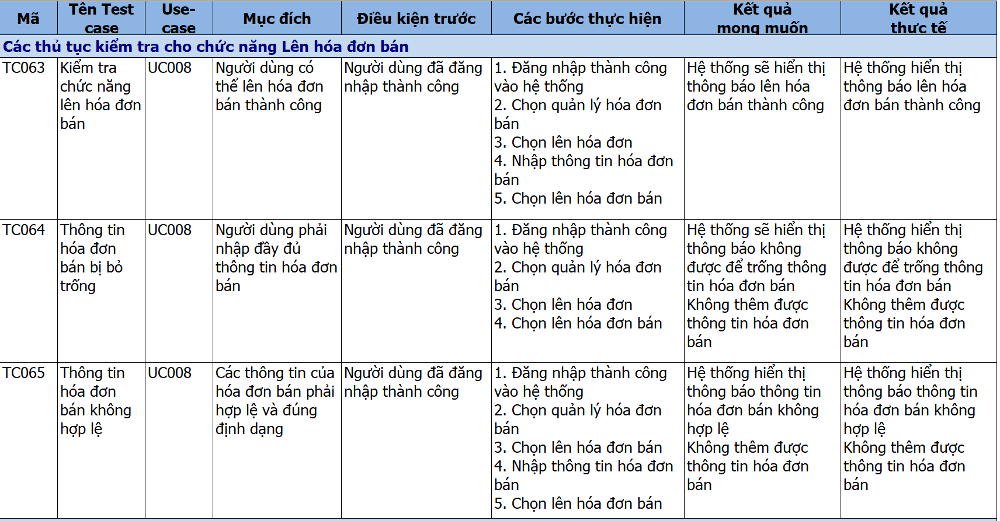 Mã
Tên Test
case
Use-
case
Mục đích
Điều kiện trước
Các bước thực hiện
Kết quả
mong muốn
Kết quả
thực tế
Các thủ tục kiểm tra cho chức năng Lên hóa đơn bán
TC063
Kiểm tra
chức năng
lên hóa đơn
bán
UC008
Người dùng có
thể lên hóa đơn
bán thành công
Người dùng đã đăng
nhập thành công
1. Đăng nhập thành công
vào hệ thống
2. Chọn quản lý hóa đơn
bán
3. Chọn lên hóa đơn
4. Nhập thông tin hóa đơn
bán
5. Chọn lên hóa đơn bán
Hệ thống sẽ hiển thị
thông báo lên hóa
đơn bán thành công
Hệ thống hiển thị
thông báo lên hóa
đơn bán thành công
TC064
Thông tin
hóa đơn
bán bị bỏ
trống
UC008
Người dùng phải
nhập đầy đủ
thông tin hóa đơn
bán
Người dùng đã đăng
nhập thành công
1. Đăng nhập thành công
vào hệ thống
2. Chọn quản lý hóa đơn
bán
3. Chọn lên hóa đơn
4. Chọn lên hóa đơn bán
Hệ thống sẽ hiển thị
thông báo không
được để trống thông
tin hóa đơn bán
Không thêm được
thông tin hóa đơn
bán
Hệ thống hiển thị
thông báo không
được để trống thông
tin hóa đơn bán
Không thêm được
thông tin hóa đơn
bán
TC065
Thông tin
hóa đơn
bán không
hợp lệ
UC008
Các thông tin của
hóa đơn bán phải
hợp lệ và đúng
định dạng
Người dùng đã đăng
nhập thành công
1. Đăng nhập thành công
vào hệ thống
2. Chọn quản lý hóa đơn
bán
3. Chọn lên hóa đơn bán
4. Nhập thông tin hóa đơn
bán
5. Chọn lên hóa đơn bán
Hệ thống hiển thị
thông báo thông tin
hóa đơn bán không
hợp lệ
Không thêm được
thông tin hóa đơn
bán
Hệ thống hiển thị
thông báo thông tin
hóa đơn bán không
hợp lệ
Không thêm được
thông tin hóa đơn
bán